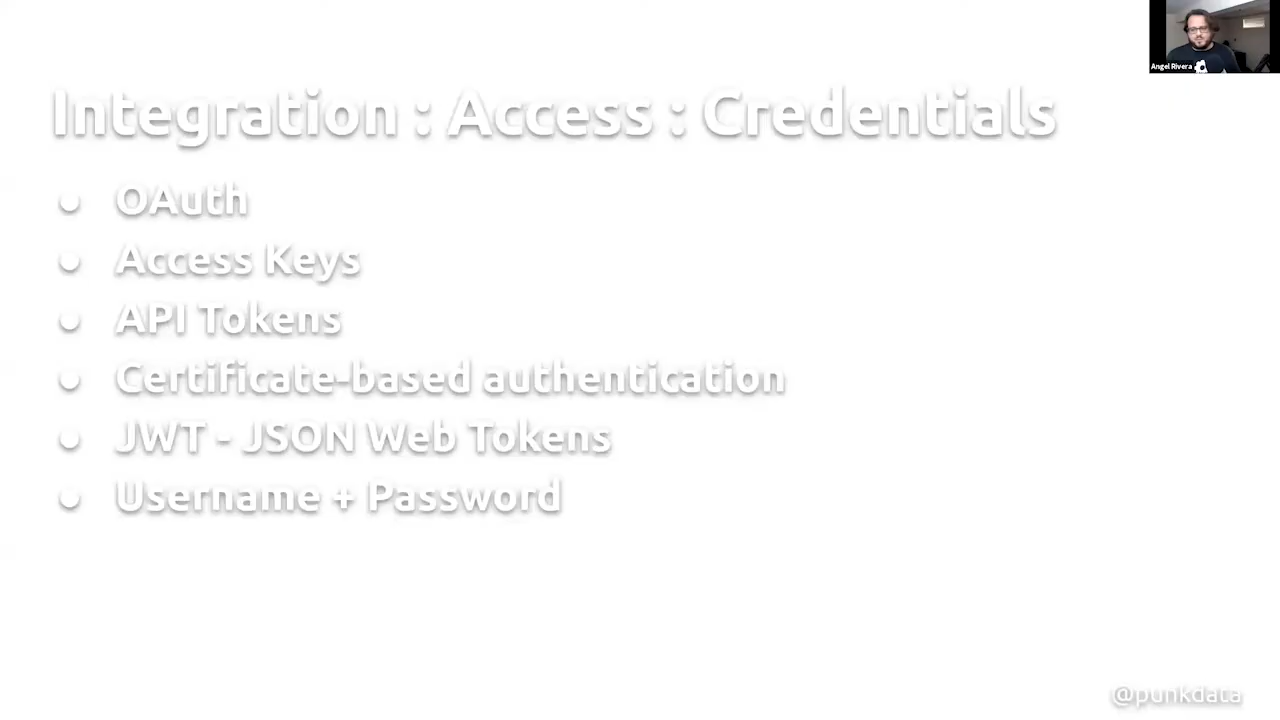 Angel Rivera
Integration : Access : Credentials
● OAuth
● Access Keys
● API Tokens
● Certificate-based authentication
● JWT - JSON Web Tokens
● Username + Password
@punkdata